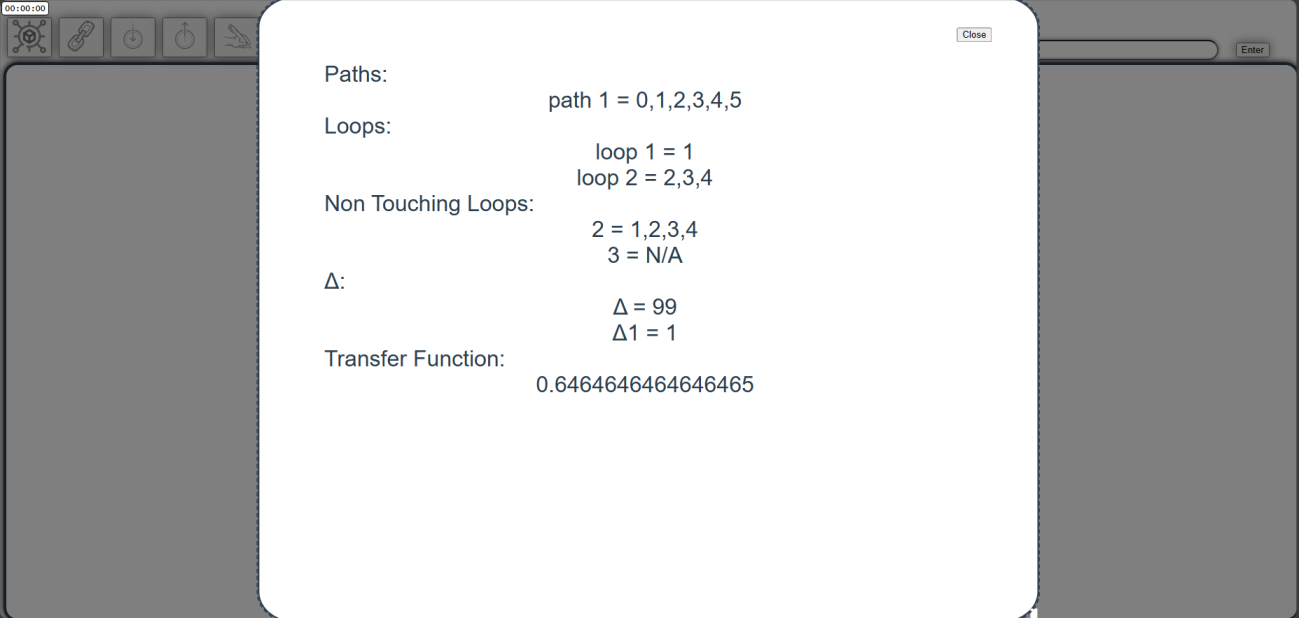 00:00:00
Close
Enter
Paths:
path 1 = 0,1,2,3,4,5
Loops:
loop 1 = 1
loop 2 = 2,3,4
Non Touching Loops:
2 = 1,2,3,4
3 = N/A
Δ:
Δ = 99
Δ1 = 1
Transfer Function:
0.6464646464646465